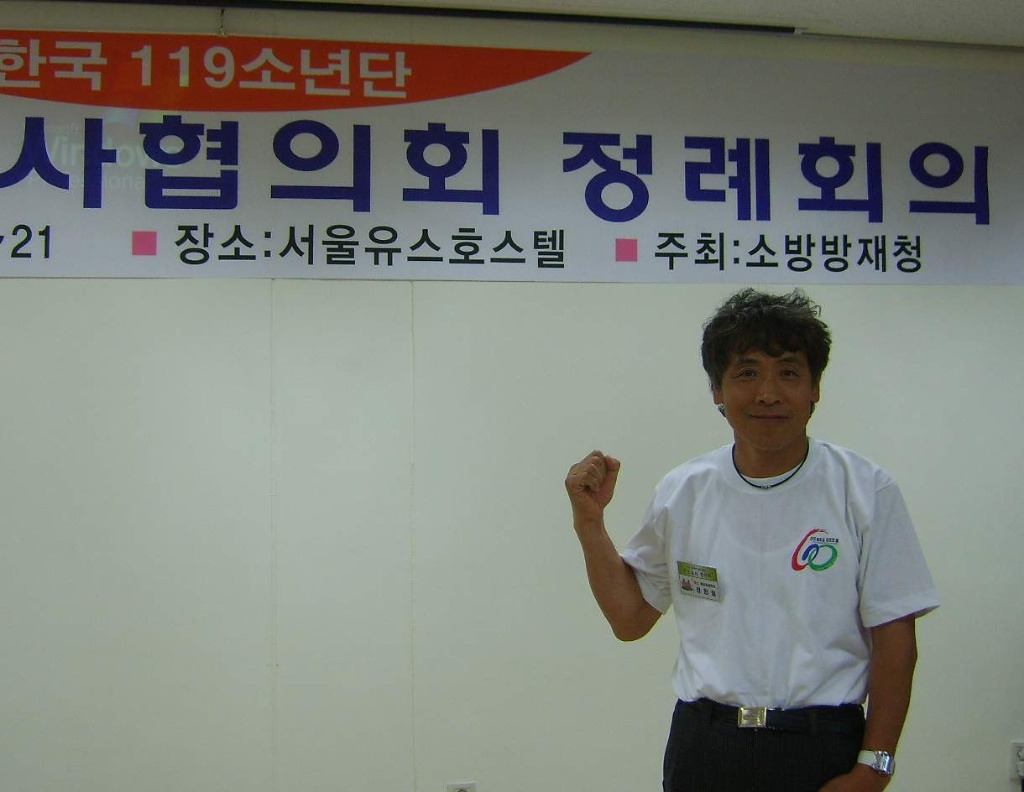 한국 119소년단
사협의회 정례회의
21 ■ 장소:서울유스호스텔 ■ 주최:소방방재청
60